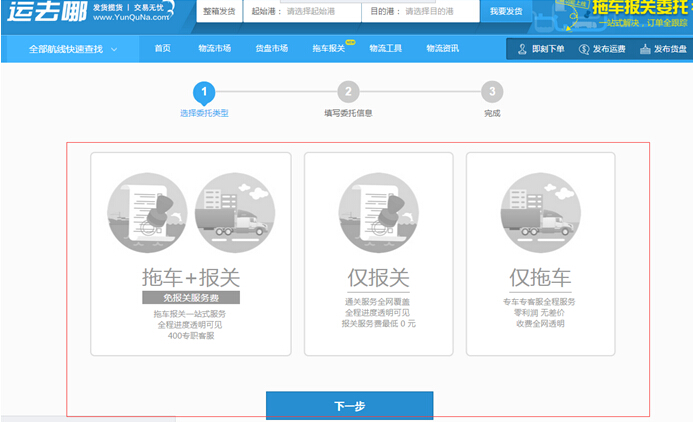 运去哪
发货揽货 | 交易无忧
www.YunQuNa.com
整箱发货
起始港： 请选择起始港
目的港： 请选择目的港
我要发货
拖车报关委托
一站式解决，订单全跟踪
全部航线快速查找
首页
物流市场
货盘市场
拖车报关
物流工具
物流资讯
即刻下单
发布运费
发布货盘
1
2
3
选择委托类型
填写委托信息
完成
拖车+报关
免报关服务费
拖车报关一站式服务
全程进度透明可见
400专职客服
仅报关
通关服务全网覆盖
全程进度透明可见
报关服务费最低 0 元
仅拖车
专车专客服全程服务
零利润 无差价
收费全网透明
下一步